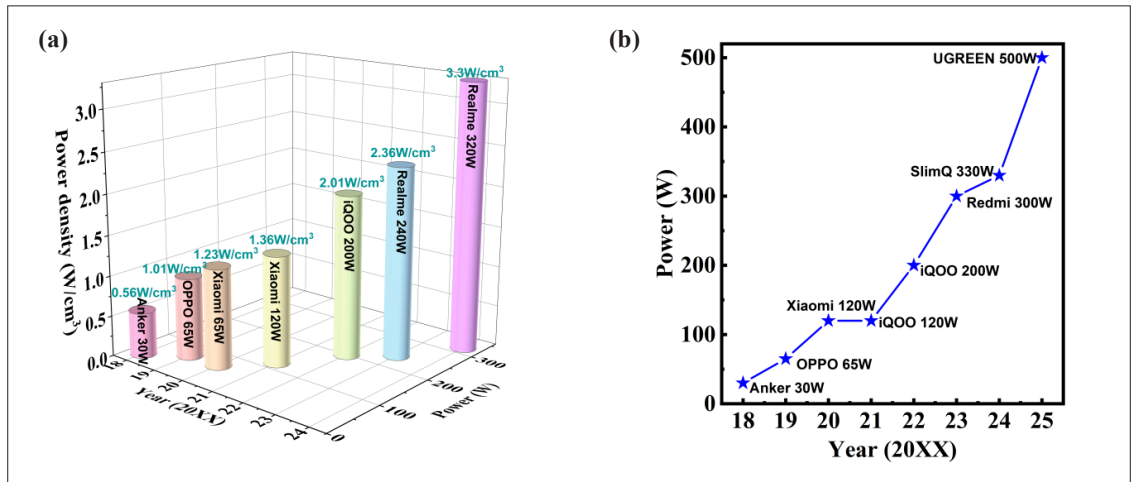 (a)
Power density (W/cm³)
3.0
2.5
2.0
1.5
1.0
0.5
0.0
0.56W/cm³
1.01W/cm³
1.23W/cm³
1.36W/cm³
2.01W/cm³
2.36W/cm³
3.3W/cm³
Anker 30W
OPPO 65W
Xiaomi 65W
Xiaomi 120W
iQOO 200W
Realme 240W
Realme 320W
18
19
20
21
22
23
24
Year (20XX)
0
100
200
300
Power (W)
(b)
Power (W)
500
400
300
200
100
0
UGREEN 500W
SlimQ 330W
Redmi 300W
iQOO 200W
Xiaomi 120W
iQOO 120W
OPPO 65W
Anker 30W
18 19 20 21 22 23 24 25
Year (20XX)